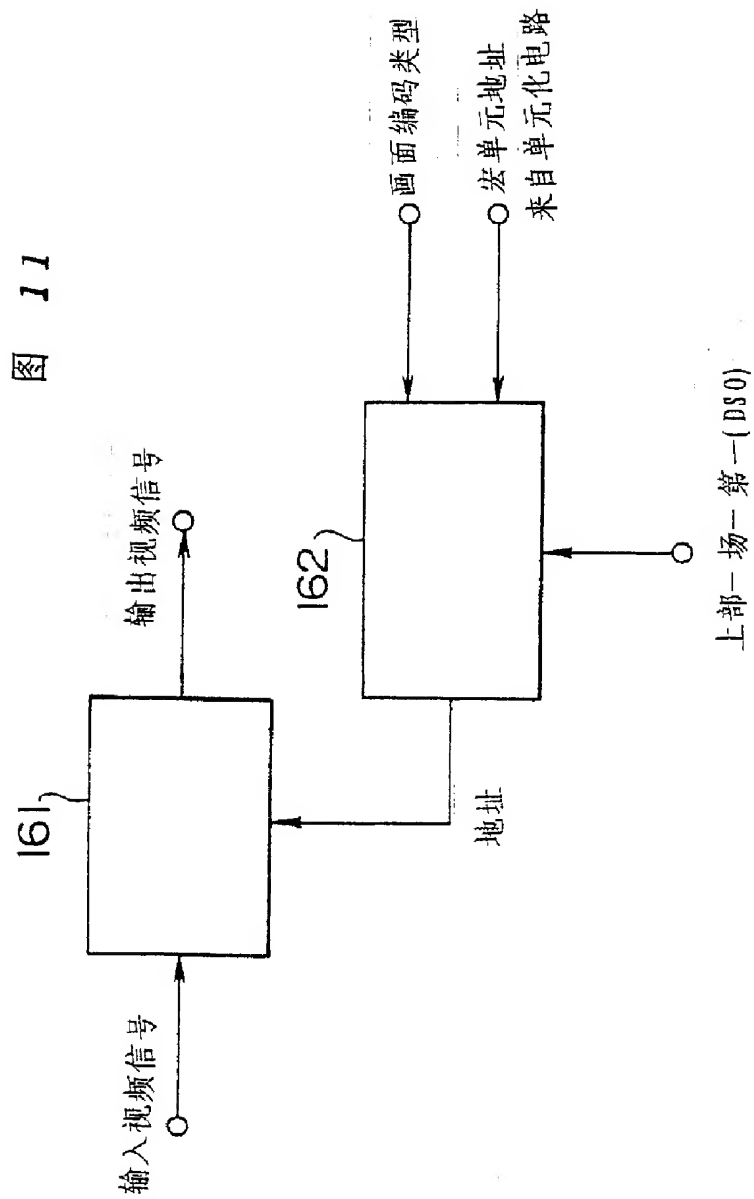 图 11
输入视频信号
161
输出视频信号
地址
162
画面编码类型
宏单元地址
来自单元化电路
上部一场一第一(DSO)